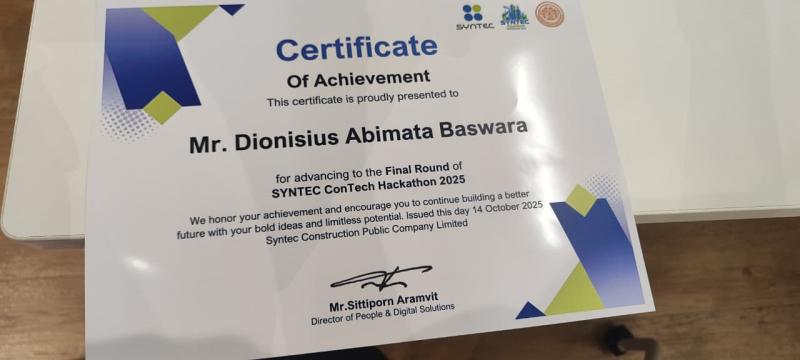 SYNTEC
SYNTEC
Certificate
Of Achievement
This certificate is proudly presented to
Mr. Dionisius Abimata Baswara
for advancing to the Final Round of
SYNTEC ConTech Hackathon 2025
We honor your achievement and encourage you to continue building a better
future with your bold ideas and limitless potential. Issued this day 14 October 2025
Syntec Construction Public Company Limited
Mr.Sittiporn Aramvit
Director of People & Digital Solutions